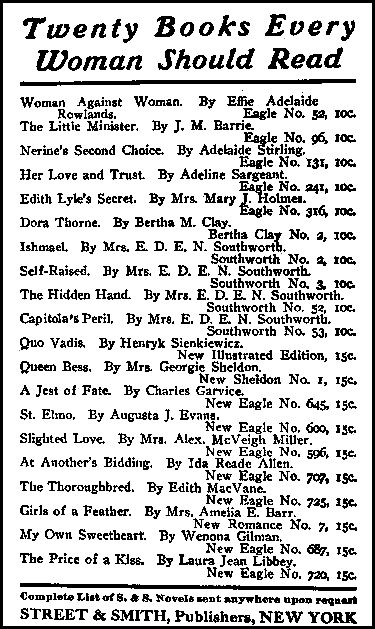 Twenty Books Every
Woman Should Read
Woman Against Woman. By Effie Adelaide
Rowlands. Eagle No. 52, 10c.
The Little Minister. By J. M. Barrie.
Eagle No. 96, 10c.
Nerine's Second Choice. By Adelaide Stirling.
Eagle No. 131, 10c.
Her Love and Trust. By Adeline Sargeant.
Eagle No. 241, 10c.
Edith Lyle's Secret. By Mrs. Mary J. Holmes.
Eagle No. 316, 10c.
Dora Thorne. By Bertha M. Clay.
Bertha Clay No. 2, 10c.
Ishmael. By Mrs. E. D. E. N. Southworth.
Southworth No. 2, 10c.
Self-Raised. By Mrs. E. D. E. N. Southworth.
Southworth No. 3, 10c.
The Hidden Hand. By Mrs. E. D. E. N. Southworth.
Southworth No. 52, 10c.
Capitola's Peril. By Mrs. E. D. E. N. Southworth.
Southworth No. 53, 10c.
Quo Vadis. By Henryk Sienkiewicz.
New Illustrated Edition, 15c.
Queen Bess. By Mrs. Georgie Sheldon.
New Sheldon No. 1, 15c.
A Jest of Fate. By Charles Garvice.
New Eagle No. 645, 15c.
St. Elmo. By Augusta J. Evans.
New Eagle No. 600, 15c.
Slighted Love. By Mrs. Alex. McVeigh Miller.
New Eagle No. 596, 15c.
At Another's Bidding. By Ida Reade Allen.
New Eagle No. 707, 15c.
The Thoroughbred. By Edith MacVane.
New Eagle No. 725, 15c.
Girls of a Feather. By Mrs. Amelia E. Barr.
New Romance No. 7, 15c.
My Own Sweetheart. By Wenona Gilman.
New Eagle No. 687, 15c.
The Price of a Kiss. By Laura Jean Libbey.
New Eagle No. 720, 15c.
Complete List of S. & S. Novels sent anywhere upon request
STREET & SMITH, Publishers, NEW YORK